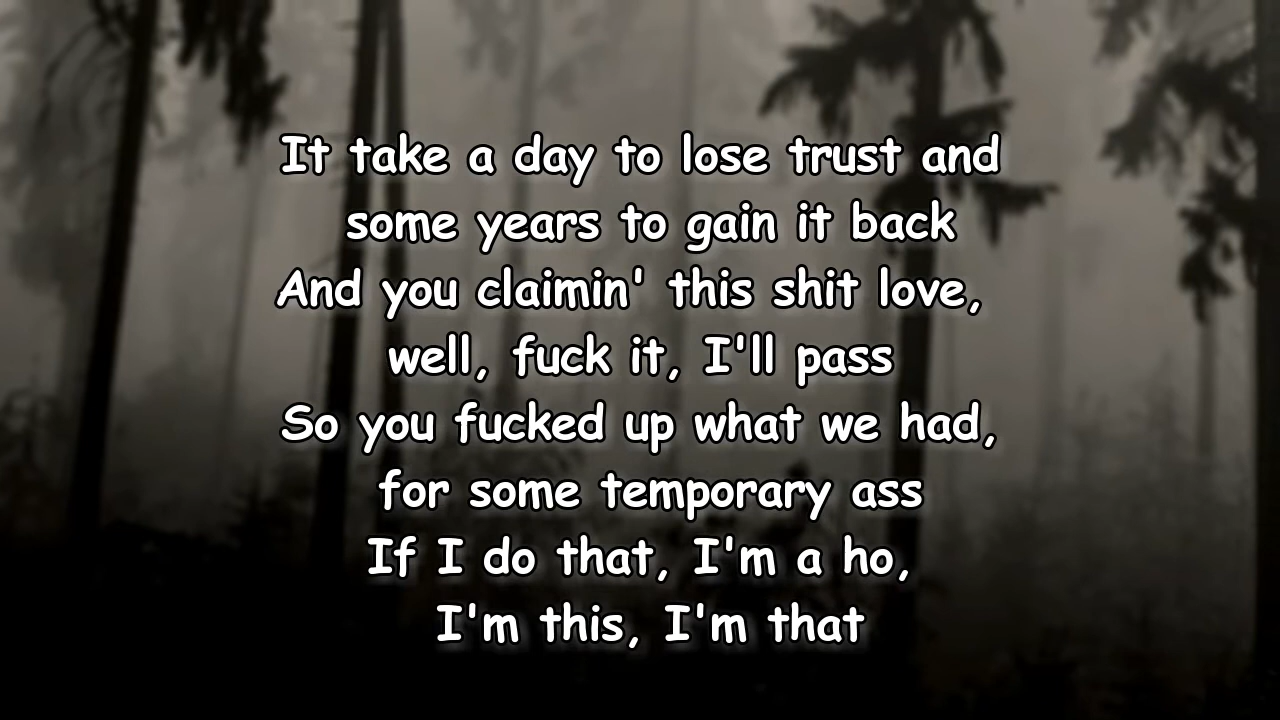 It take a day to lose trust and
some years to gain it back
And you claimin' this shit love,
well, fuck it, I'll pass
So you fucked up what we had,
for some temporary ass
If I do that, I'm a ho,
I'm this, I'm that